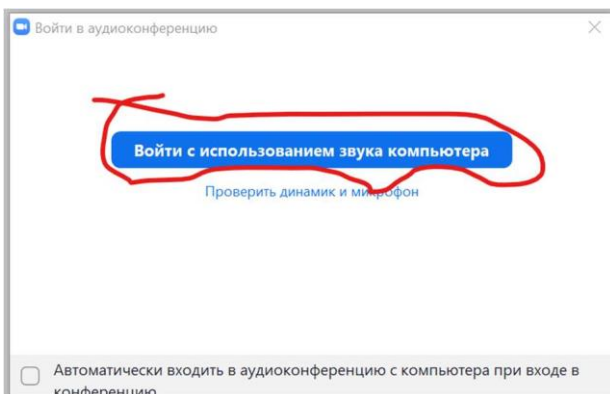 Войти в аудиоконференцию
Войти с использованием звука компьютера
Проверить динамик и микрофон
Автоматически входить в аудиоконференцию с компьютера при входе в
конференцию